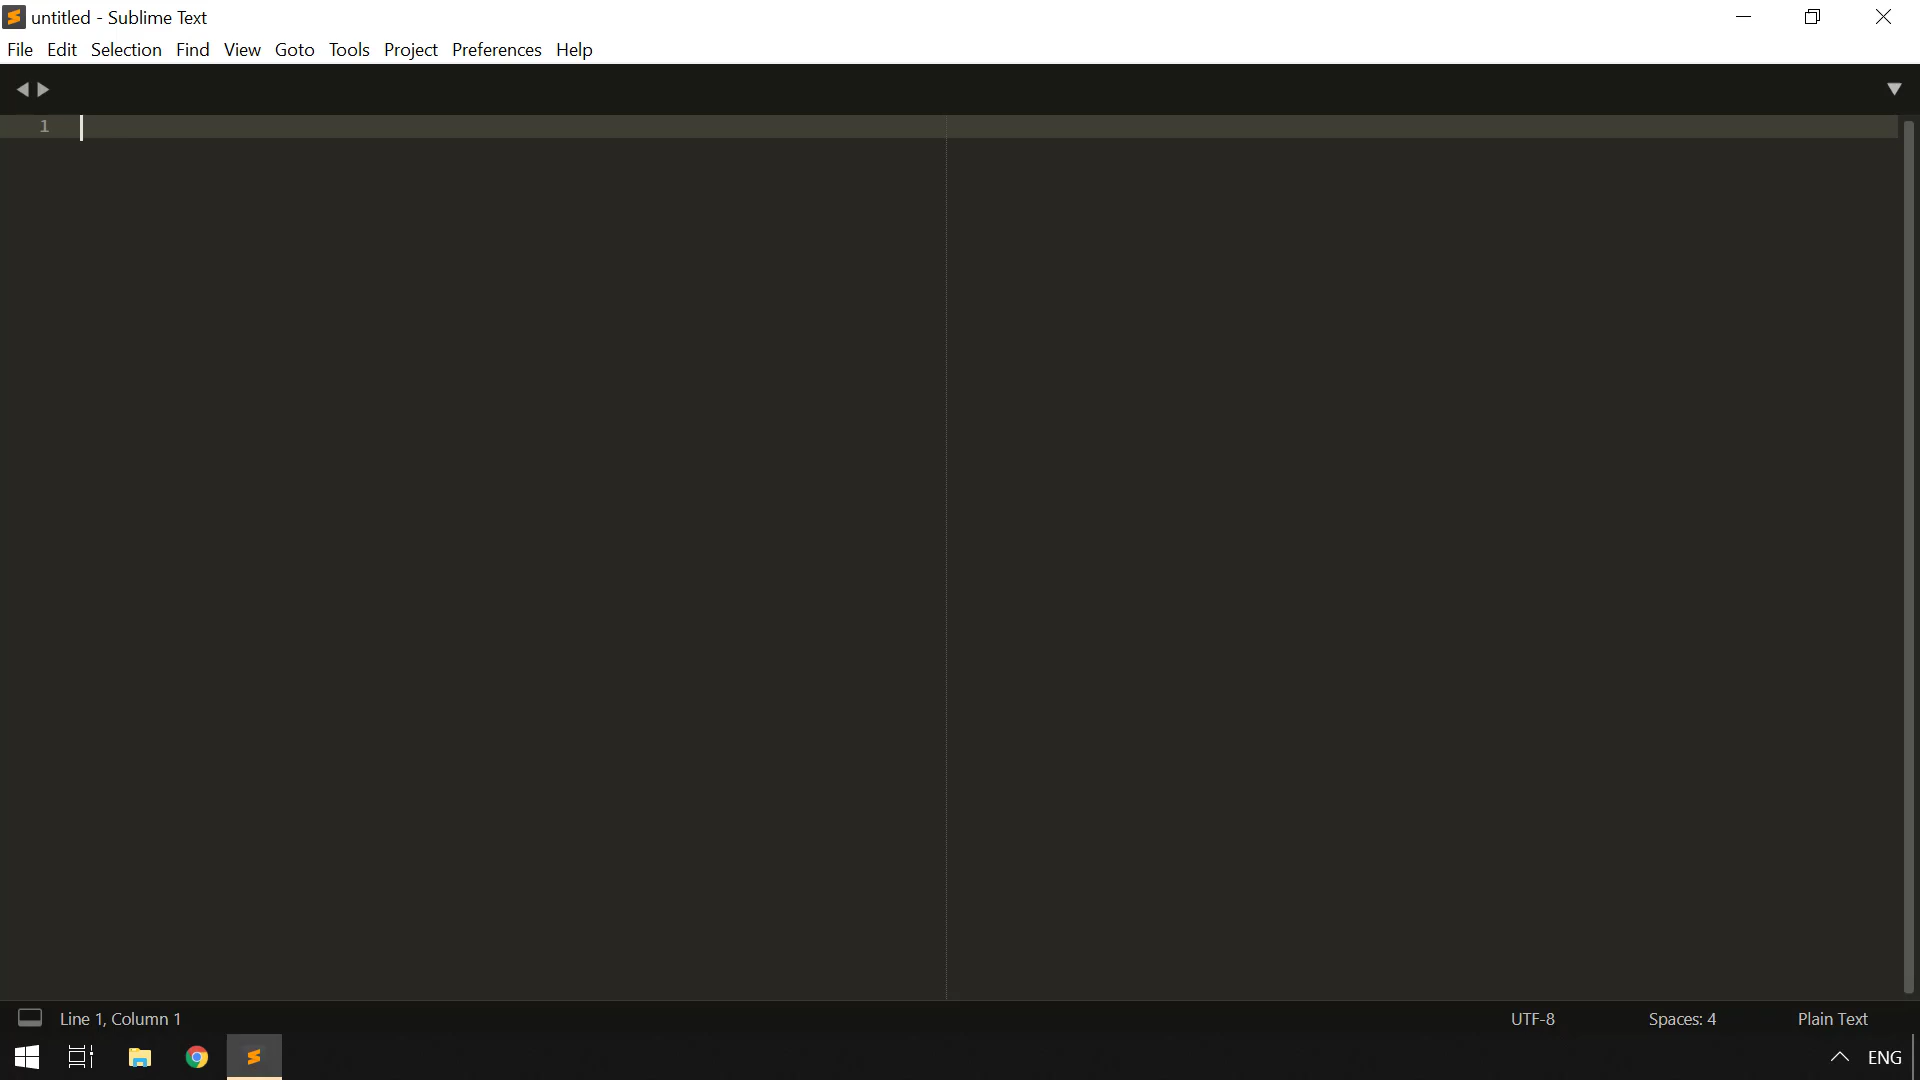 untitled - Sublime Text
File Edit Selection Find View Goto Tools Project Preferences Help
1
Line 1, Column 1 UTF-8 Spaces: 4 Plain Text
ENG